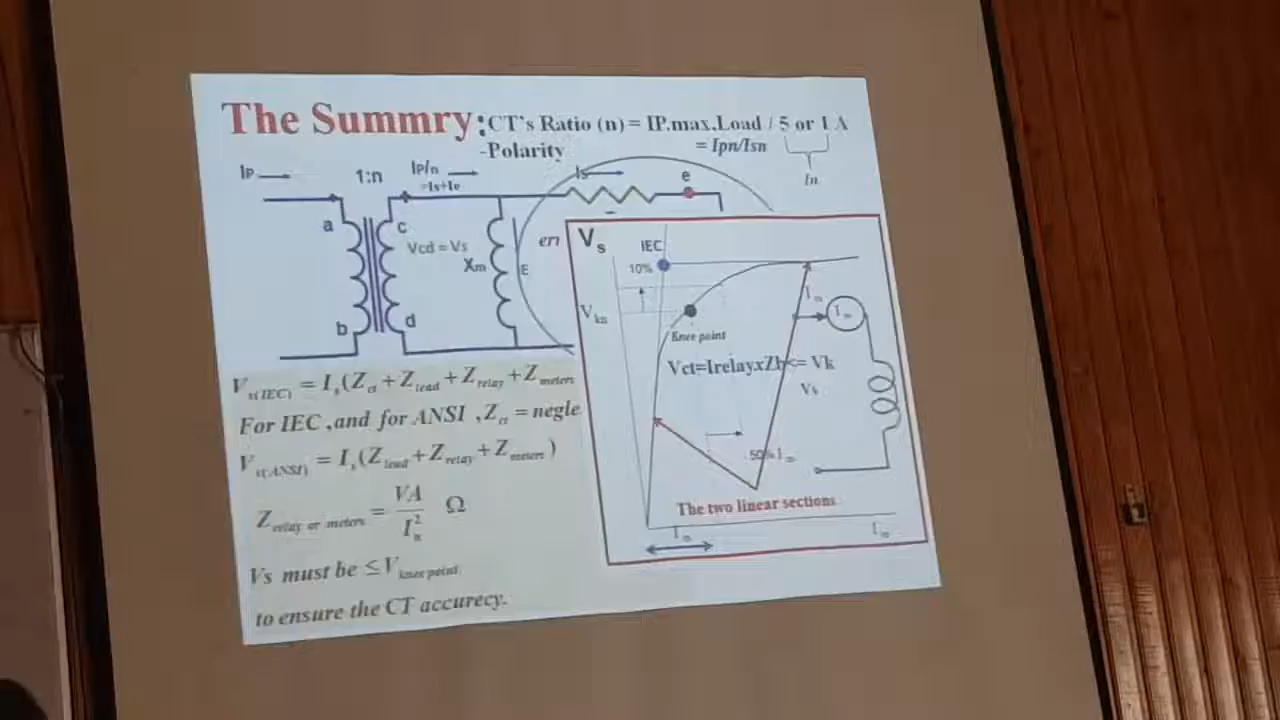 The Summry:
CT's Ratio (n) = IP.max.Load / 5 or 1 A
-Polarity
= Ipn/Isn
In
IP
1:n
IP/n
=Is+Ie
Is
e
a
c
Vcd = Vs
Xm
E
b
d
err
Vs
IEC
10%
Vkn
Knee point
Vct=IrelayxZb<= Vk
Vs
50%
The two linear sections
Vs(IEC) = Is(Zct+Zlead+Zrelay+Zmeters
For IEC ,and for ANSI ,Zct = negle
Vs(ANSI) = Is(Zlead+Zrelay+Zmeters)
Zrelay or meters = VA / In² Ω
Vs must be ≤Vknee point
to ensure the CT accurecy.